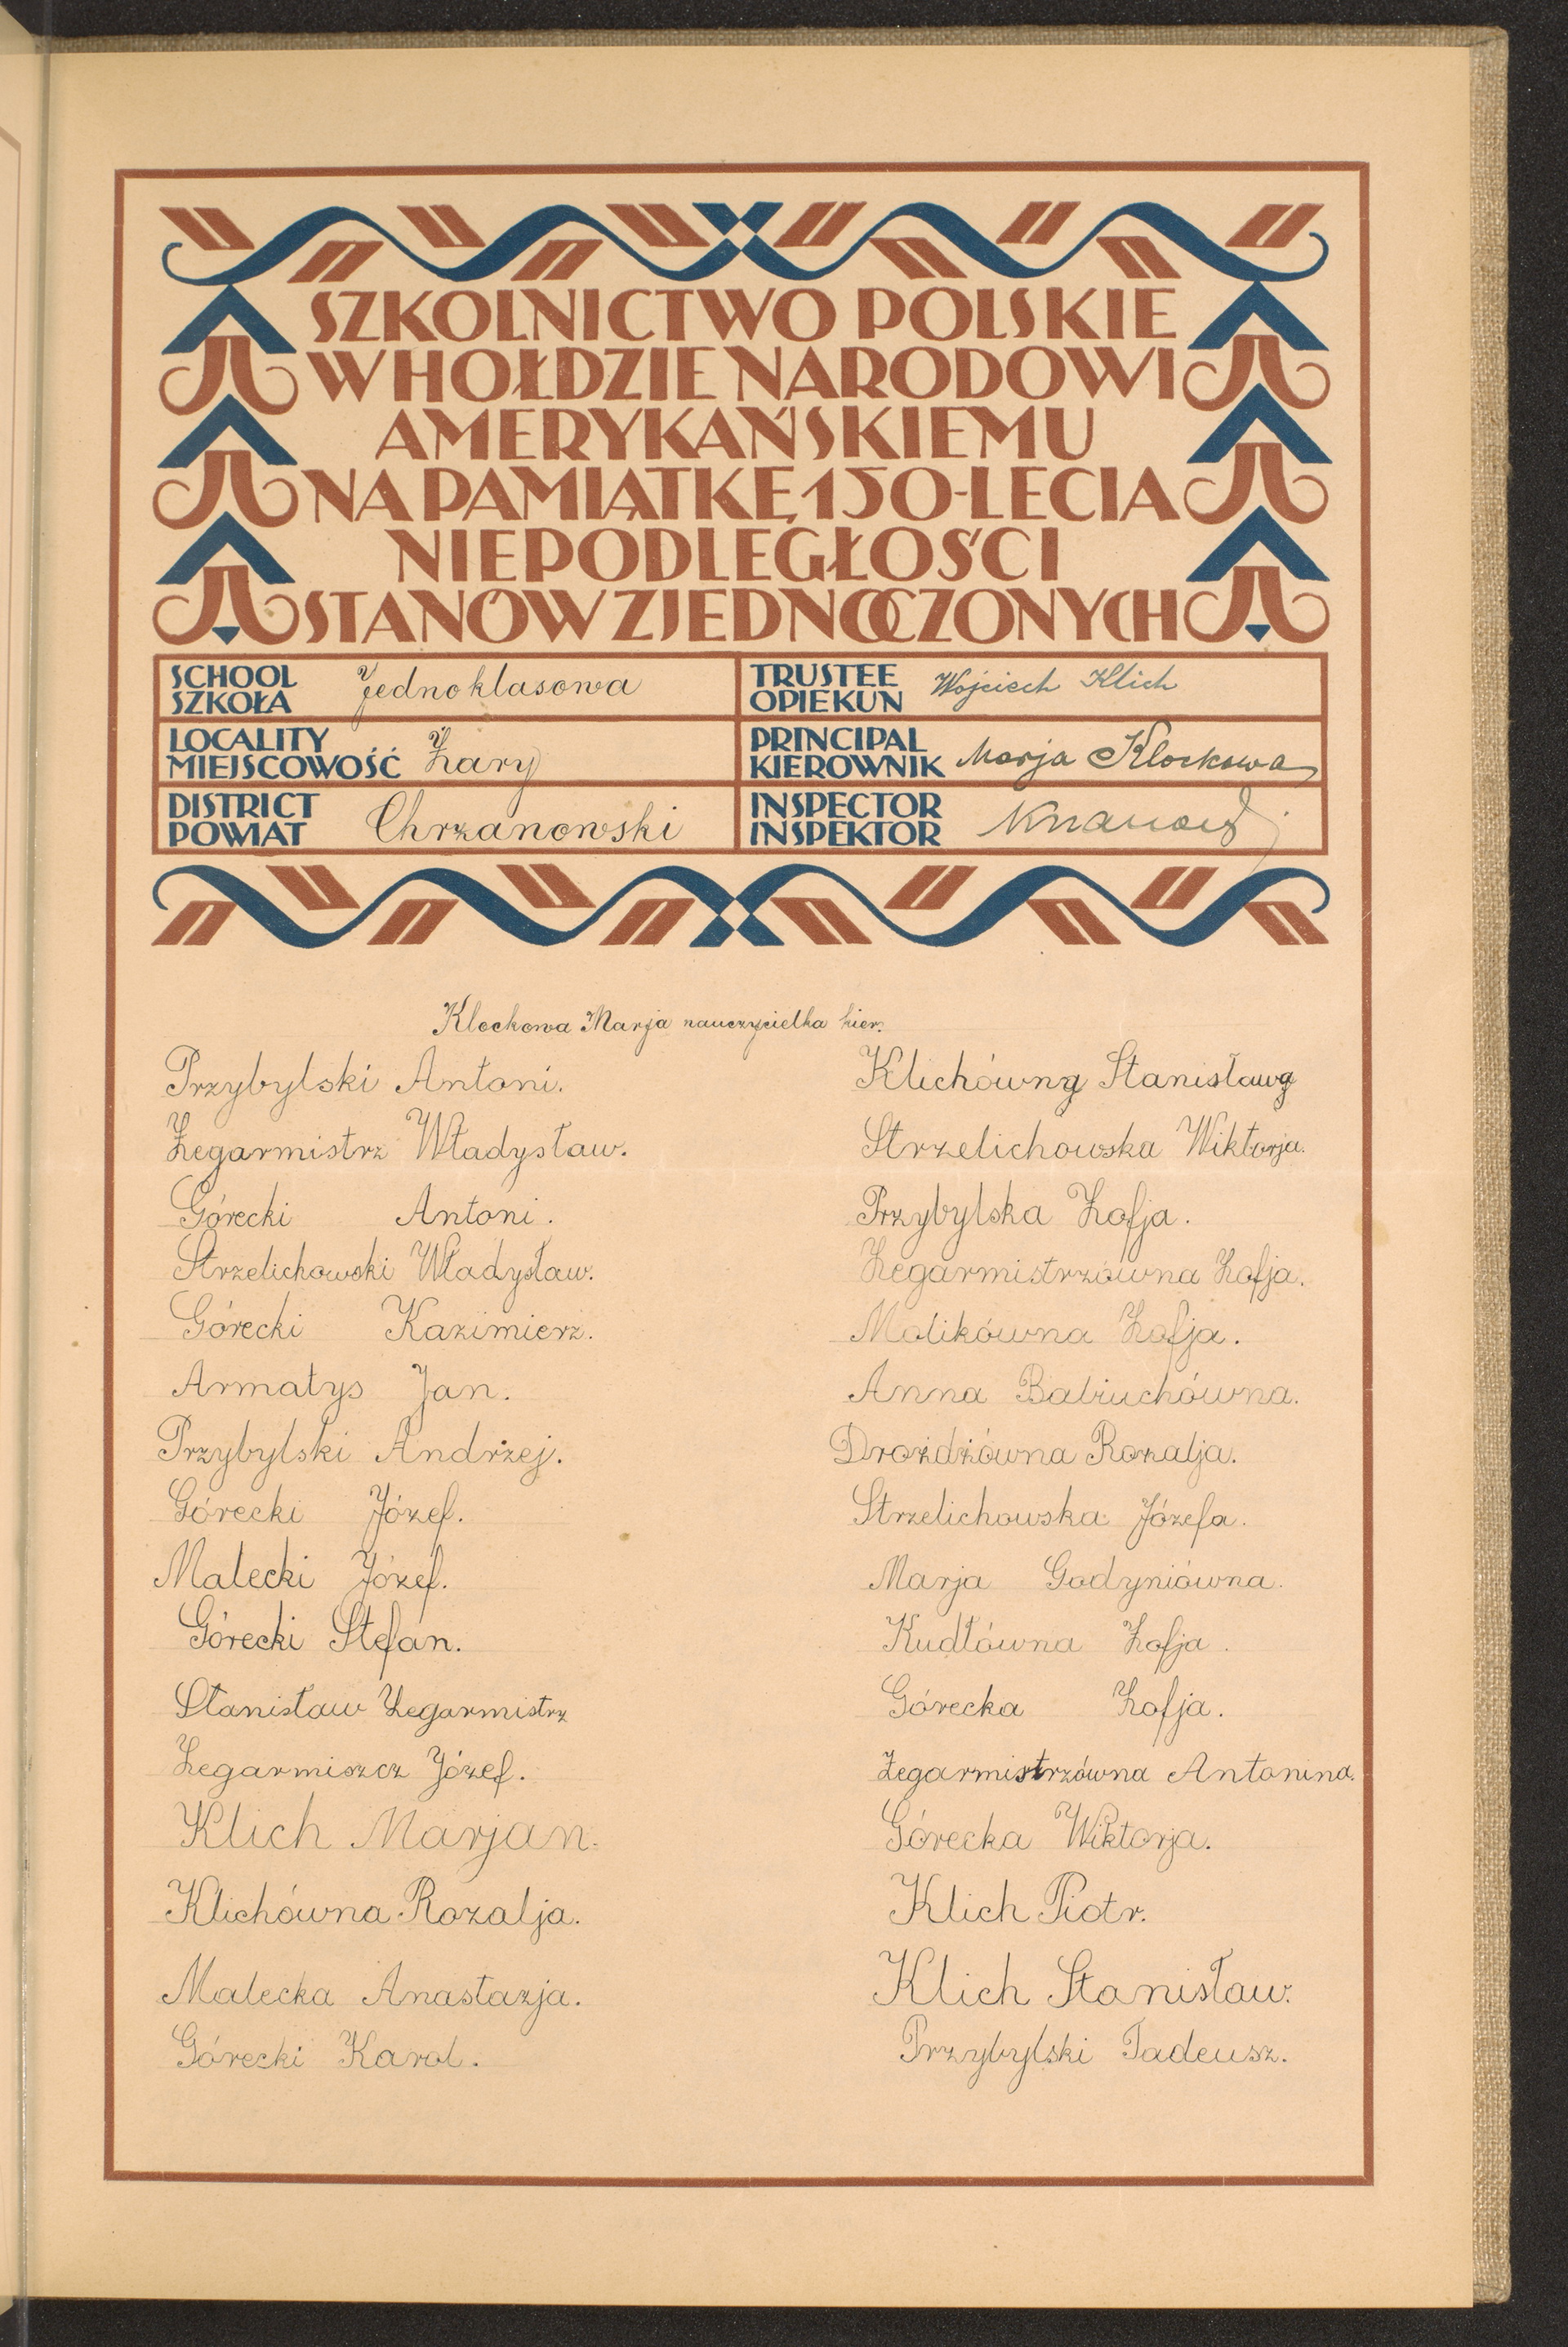 SZKOLNICTWO POLSKIE
W HOŁDZIE NARODOWI
AMERYKAŃSKIEMU
NA PAMIĄTKĘ 150-LECIA
NIEPODLEGŁOŚCI
STANÓW ZJEDNOCZONYCH
SCHOOL
SZKOŁA Jednoklasowa
TRUSTEE
OPIEKUN Wojciech Klich
LOCALITY
MIEJSCOWOŚĆ Żary
PRINCIPAL
KIEROWNIK Marja Klockowa
DISTRICT
POWIAT Chrzanowski
INSPECTOR
INSPEKTOR
Klockowa Marja nauczycielka kier.
Przybylski Antoni.
Zegarmistrz Władysław.
Górecki Antoni.
Strzelichowski Władysław.
Górecki Kazimierz.
Armatys Jan.
Przybylski Andrzej.
Górecki Józef.
Malecki Józef.
Górecki Stefan.
Stanisław Zegarmistrz
Zegarmiszcz Józef.
Klich Marjan.
Klichówna Rozalja.
Malecka Anastazja.
Górecki Karol.
Klichówna Stanisława
Strzelichowska Wiktorja.
Przybylska Zofja.
Zegarmistrzówna Zofja.
Malikówna Zofja.
Anna Babiuchówna.
Drożdżówna Rozalja.
Strzelichowska Józefa.
Marja Godyniówna.
Kudłówna Zofja.
Górecka Zofja.
Zegarmistrzówna Antonina.
Górecka Wiktorja.
Klich Piotr.
Klich Stanisław.
Przybylski Tadeusz.